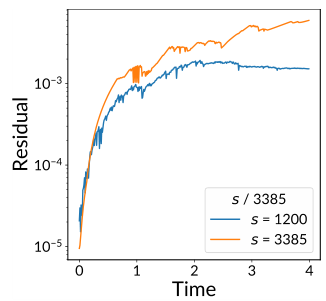 10⁻³
10⁻⁴
10⁻⁵
Residual
s / 3385
s = 1200
s = 3385
0 1 2 3 4
Time